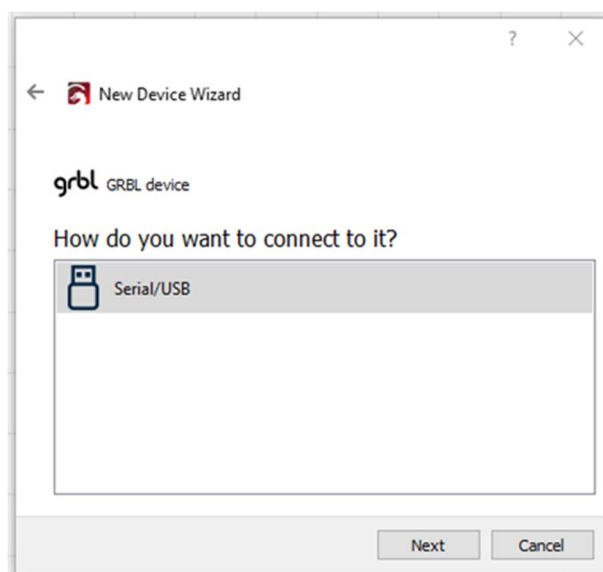 New Device Wizard
grbl GRBL device
How do you want to connect to it?
Serial/USB
Next Cancel